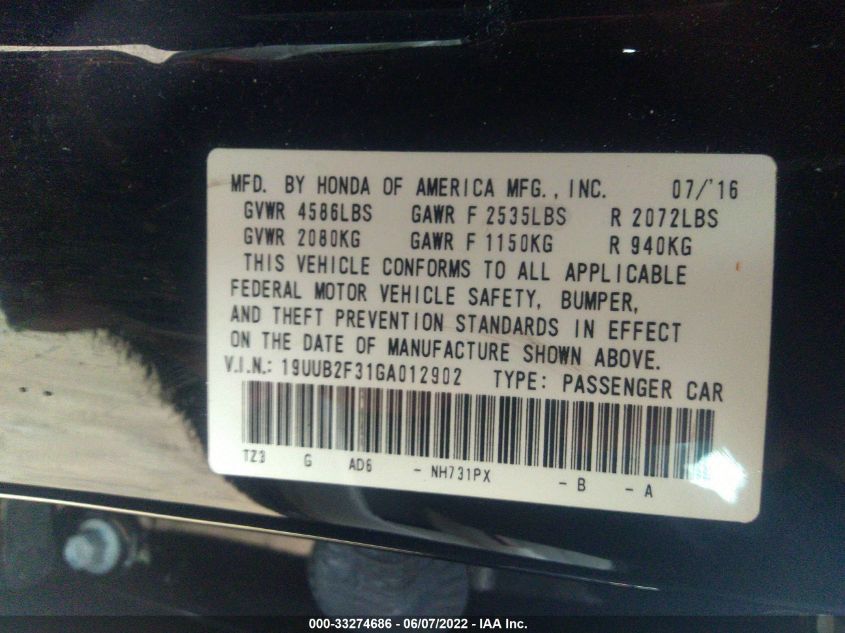 MFD. BY HONDA OF AMERICA MFG., INC. 07/'16
GVWR 4586LBS GAWR F 2535LBS R 2072LBS
GVWR 2080KG GAWR F 1150KG R 940KG
THIS VEHICLE CONFORMS TO ALL APPLICABLE
FEDERAL MOTOR VEHICLE SAFETY, BUMPER,
AND THEFT PREVENTION STANDARDS IN EFFECT
ON THE DATE OF MANUFACTURE SHOWN ABOVE.
V.I.N.: 19UUB2F31GA012902 TYPE: PASSENGER CAR
TZ3 G AD6 - NH731PX - B - A
000-33274686 - 06/07/2022 - IAA Inc.